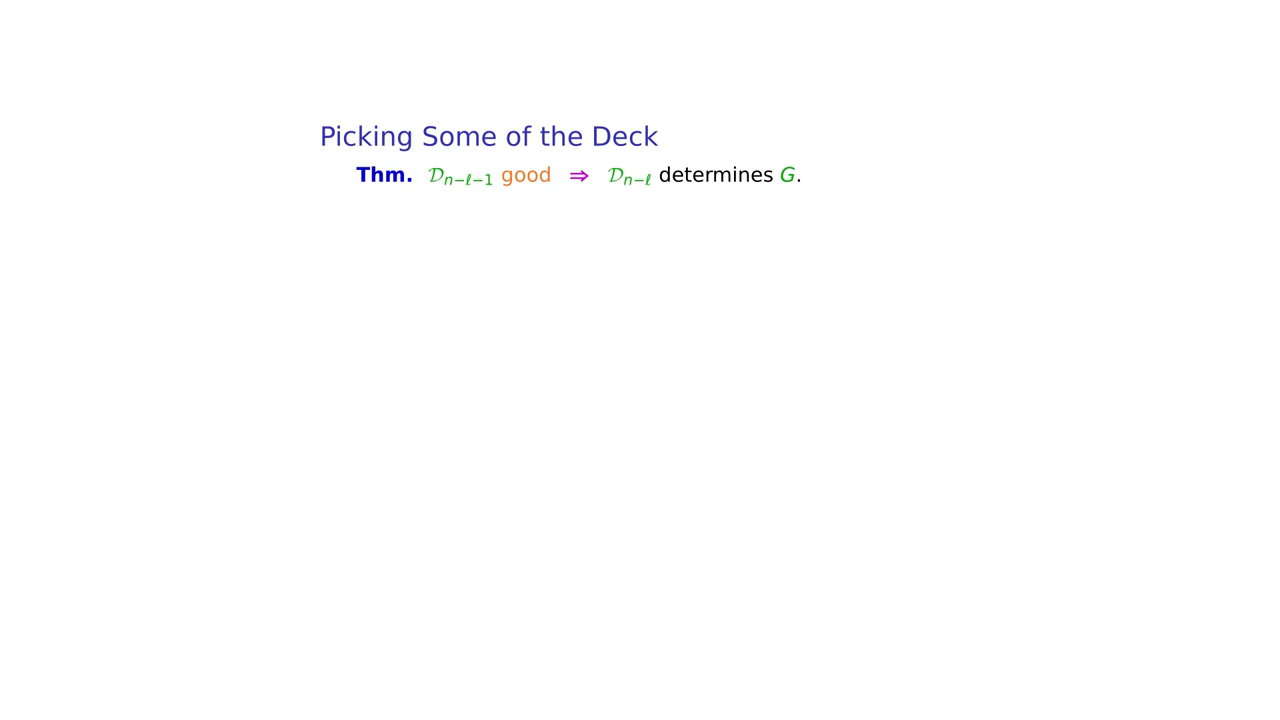 Picking Some of the Deck
Thm. 𝒟ₙ₋ℓ₋₁ good ⇒ 𝒟ₙ₋ℓ determines G.